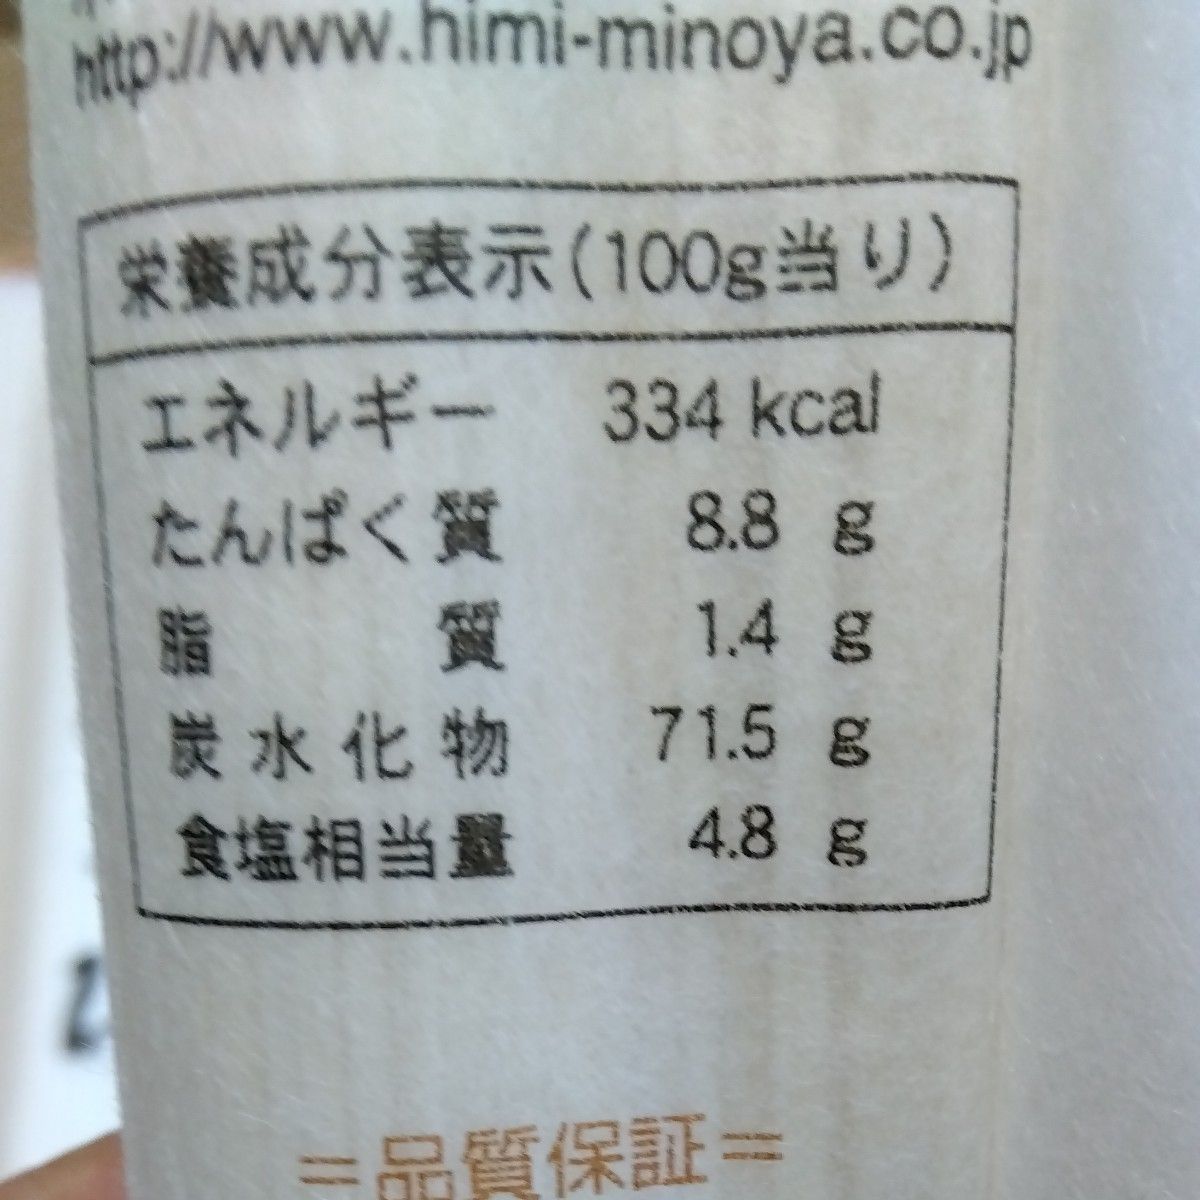 http://www.himi-minoya.co.jp
栄養成分表示(100g当り)
エネルギー 334 kcal
たんぱく質 8.8 g
脂質 1.4 g
炭水化物 71.5 g
食塩相当量 4.8 g
=品質保証=